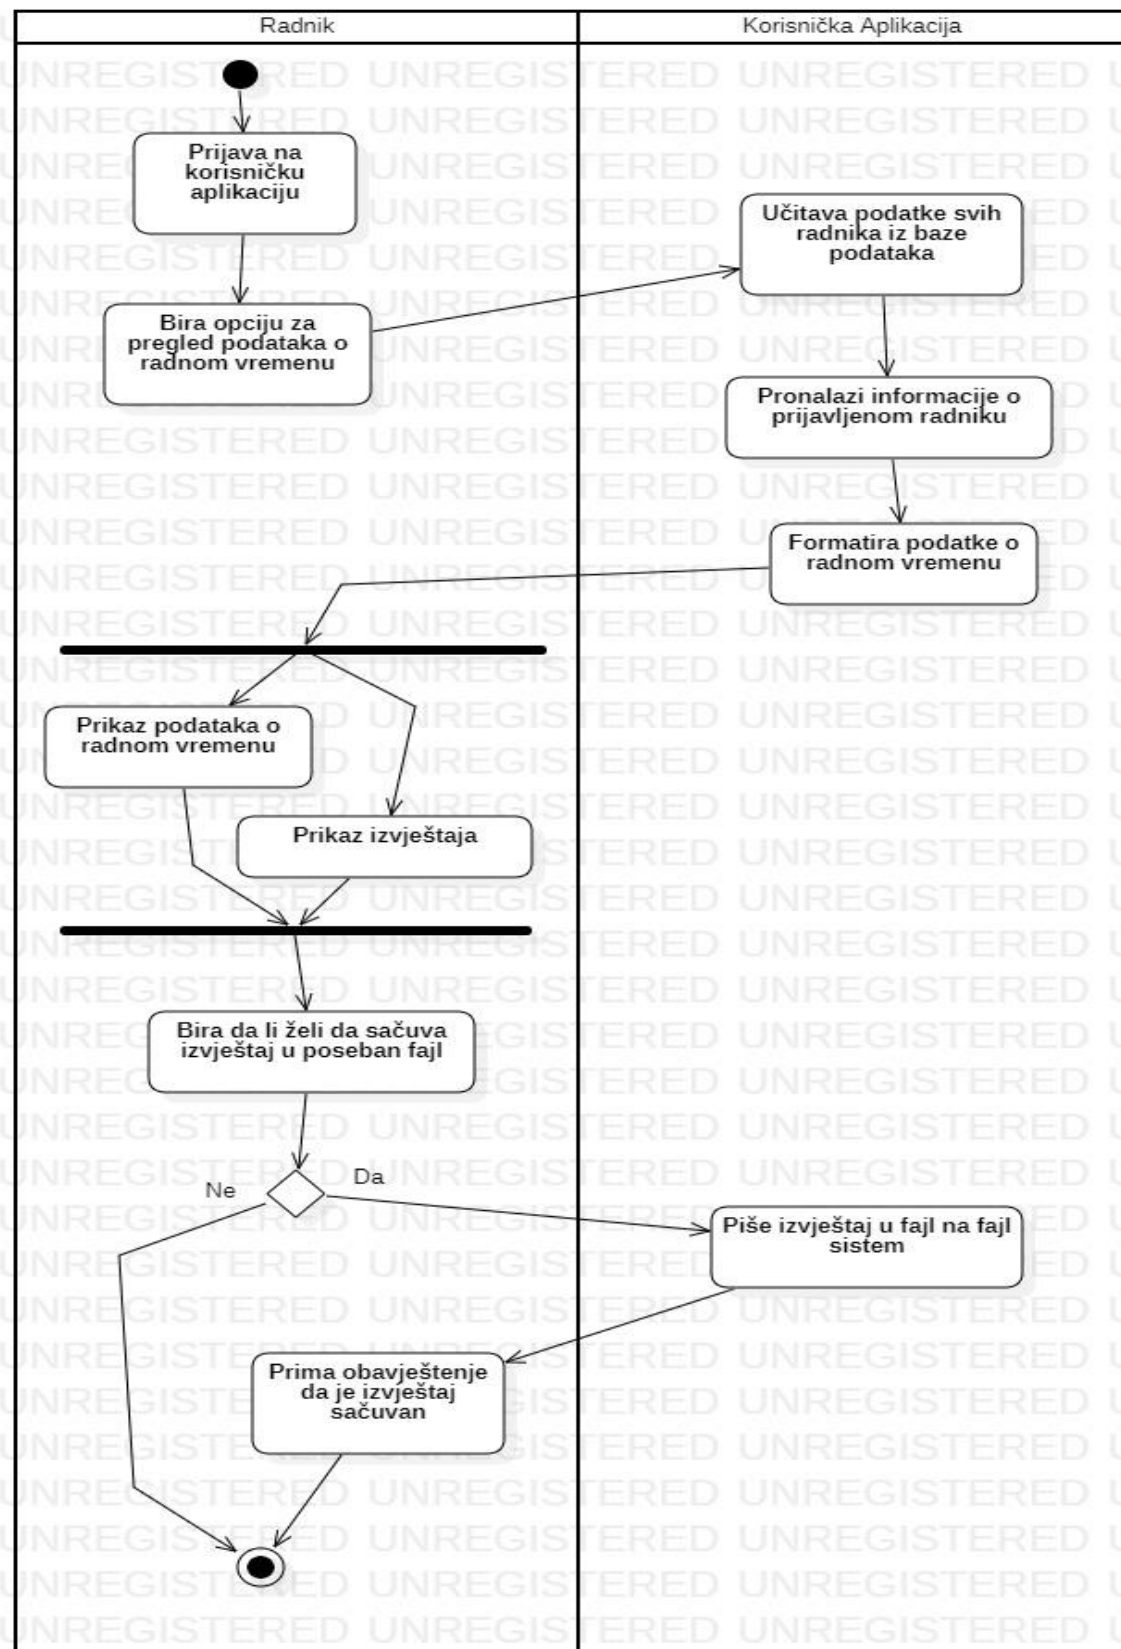 Radnik
Korisnička Aplikacija
Prijava na
korisničku
aplikaciju
Bira opciju za
pregled podataka o
radnom vremenu
Učitava podatke svih
radnika iz baze
podataka
Pronalazi informacije o
prijavljenom radniku
Formatira podatke o
radnom vremenu
Prikaz podataka o
radnom vremenu
Prikaz izvještaja
Bira da li želi da sačuva
izvještaj u poseban fajl
Ne
Da
Piše izvještaj u fajl na fajl
sistem
Prima obavještenje
da je izvještaj
sačuvan
UNREGISTERED